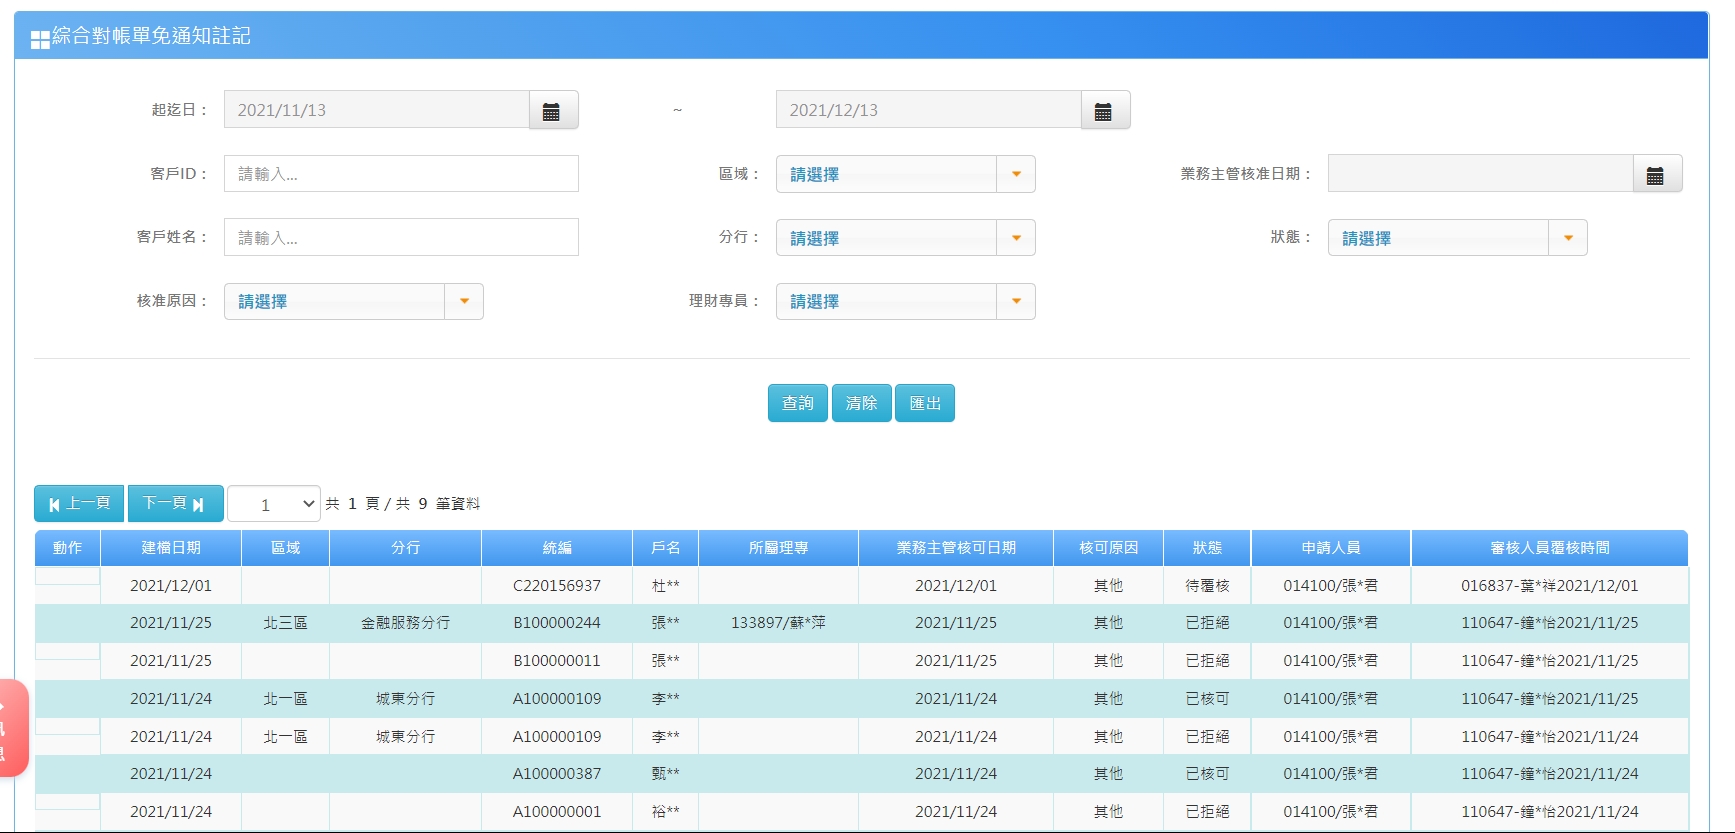 綜合對帳單免通知註記
起迄日： 2021/11/13 ~ 2021/12/13
客戶ID： 請輸入... 區域： 請選擇 業務主管核准日期：
客戶姓名： 請輸入... 分行： 請選擇 狀態： 請選擇
核准原因： 請選擇 理財專員： 請選擇
查詢 清除 匯出
上一頁 下一頁 1 共 1 頁 / 共 9 筆資料
動作 建檔日期 區域 分行 統編 戶名 所屬理專 業務主管核可日期 核可原因 狀態 申請人員 審核人員覆核時間
2021/12/01 C220156937 杜** 2021/12/01 其他 待覆核 014100/張*君 016837-葉*祥2021/12/01
2021/11/25 北三區 金融服務分行 B100000244 張** 133897/蘇*萍 2021/11/25 其他 已拒絕 014100/張*君 110647-鐘*怡2021/11/25
2021/11/25 B100000011 張** 2021/11/25 其他 已拒絕 014100/張*君 110647-鐘*怡2021/11/25
2021/11/24 北一區 城東分行 A100000109 李** 2021/11/24 其他 已核可 014100/張*君 110647-鐘*怡2021/11/25
2021/11/24 北一區 城東分行 A100000109 李** 2021/11/24 其他 已拒絕 014100/張*君 110647-鐘*怡2021/11/24
2021/11/24 A100000387 甄** 2021/11/24 其他 已核可 014100/張*君 110647-鐘*怡2021/11/24
2021/11/24 A100000001 裕** 2021/11/24 其他 已拒絕 014100/張*君 110647-鐘*怡2021/11/24